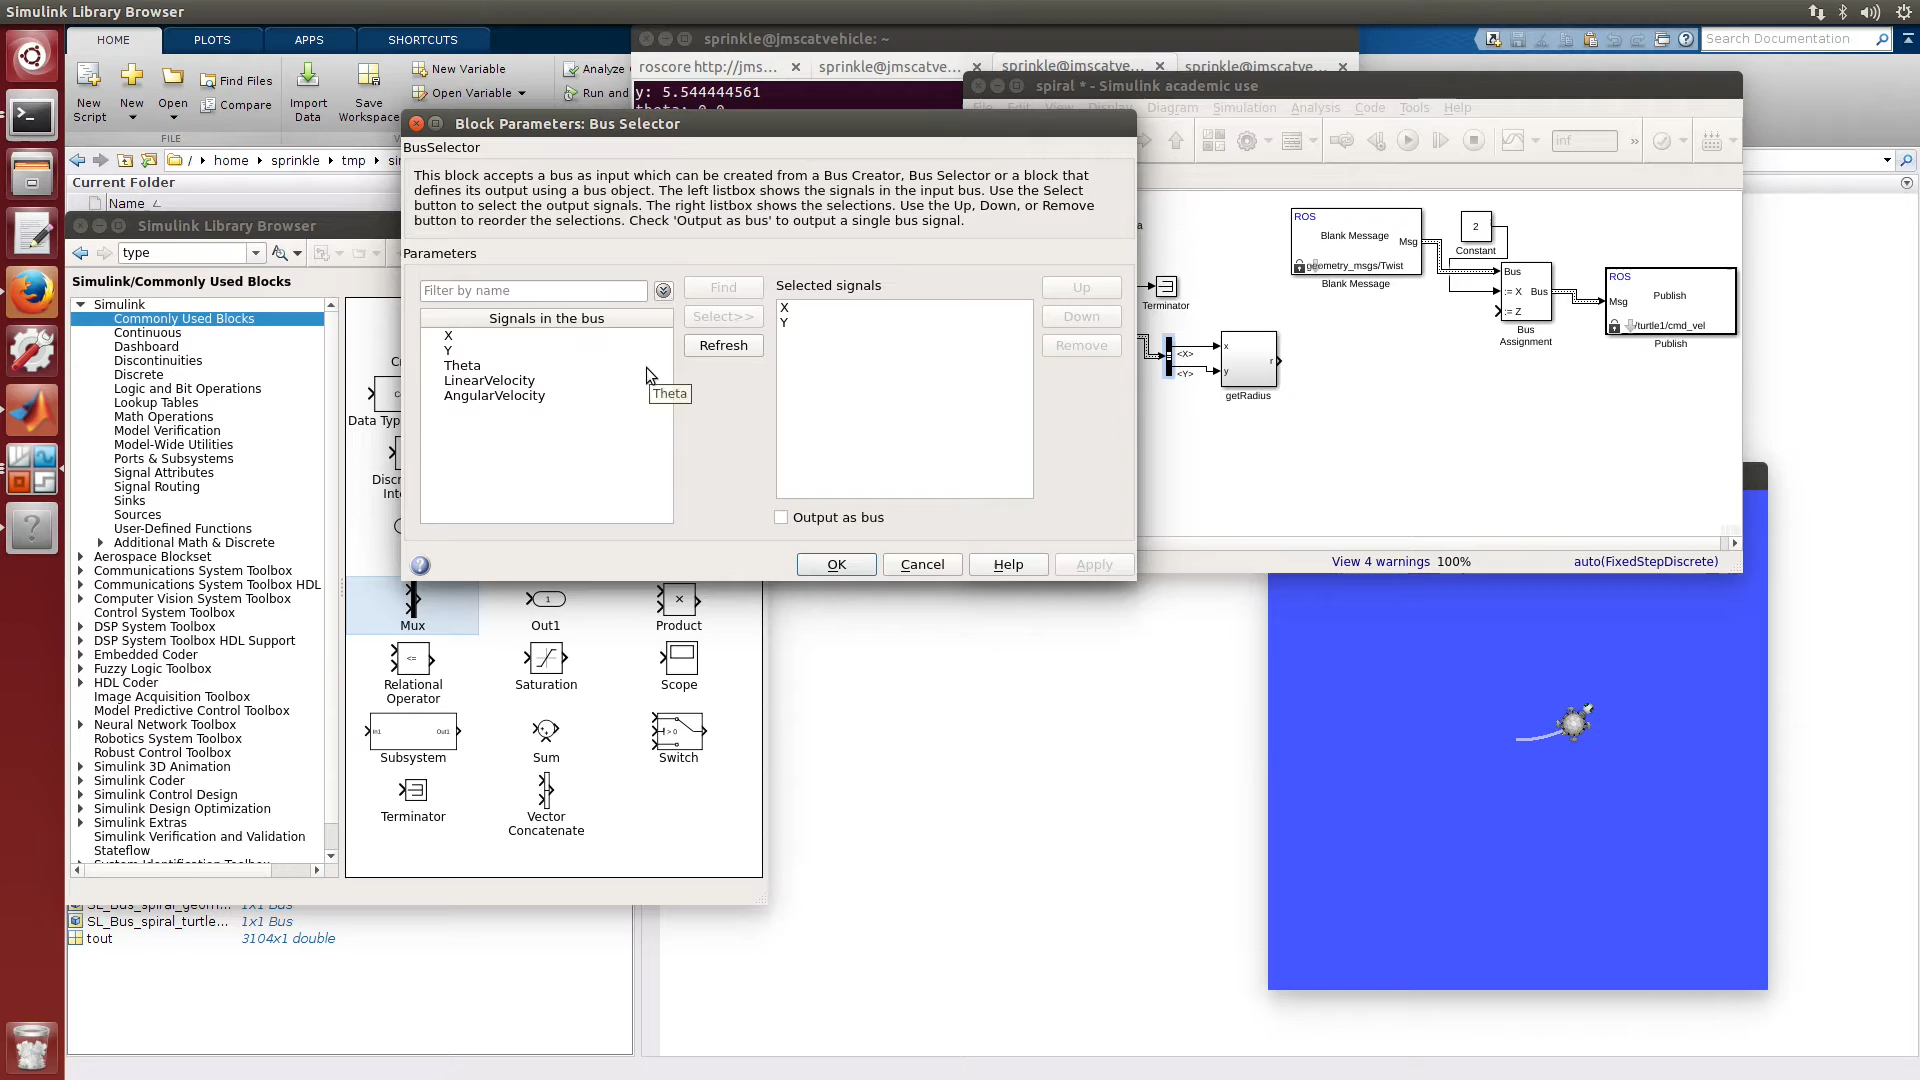 Simulink Library Browser
HOME
PLOTS
APPS
SHORTCUTS
sprinkle@jmscatvehicle: ~
Search Documentation
New Script
New
Open
Find Files
Compare
Import Data
Save Workspace
New Variable
Open Variable
Analyze
Run and
FILE
roscore http://jms...
sprinkle@jmscatve...
sprinkle@jmscatve...
sprinkle@jmscatve...
y: 5.544444561
theta: 0.0
spiral * - Simulink academic use
File Edit View Display Diagram Simulation Analysis Code Tools Help
inf
/ home sprinkle tmp
Current Folder
Name
Simulink Library Browser
type
Simulink/Commonly Used Blocks
Simulink
Commonly Used Blocks
Continuous
Dashboard
Discontinuities
Discrete
Logic and Bit Operations
Lookup Tables
Math Operations
Model Verification
Model-Wide Utilities
Ports & Subsystems
Signal Attributes
Signal Routing
Sinks
Sources
User-Defined Functions
Additional Math & Discrete
Aerospace Blockset
Communications System Toolbox
Communications System Toolbox HDL
Computer Vision System Toolbox
Control System Toolbox
DSP System Toolbox
DSP System Toolbox HDL Support
Embedded Coder
Fuzzy Logic Toolbox
HDL Coder
Image Acquisition Toolbox
Model Predictive Control Toolbox
Neural Network Toolbox
Robotics System Toolbox
Robust Control Toolbox
Simulink 3D Animation
Simulink Coder
Simulink Control Design
Simulink Design Optimization
Simulink Extras
Simulink Verification and Validation
Stateflow
System Identification Toolbox
Data Typ
Discr
Inte
Mux
Out1
Product
Relational Operator
Saturation
Scope
In1
Out1
Subsystem
Sum
> 0
Switch
Terminator
Vector Concatenate
SL_Bus_spiral_geom... 1x1 Bus
SL_Bus_spiral_turtle... 1x1 Bus
tout 3104x1 double
Block Parameters: Bus Selector
BusSelector
This block accepts a bus as input which can be created from a Bus Creator, Bus Selector or a block that
defines its output using a bus object. The left listbox shows the signals in the input bus. Use the Select
button to select the output signals. The right listbox shows the selections. Use the Up, Down, or Remove
button to reorder the selections. Check 'Output as bus' to output a single bus signal.
Parameters
Filter by name
Find
Select>>
Refresh
Signals in the bus
X
Y
Theta
LinearVelocity
AngularVelocity
Theta
Selected signals
X
Y
Up
Down
Remove
Output as bus
OK
Cancel
Help
Apply
Terminator
<X>
<Y>
x
y
r
getRadius
ROS
Blank Message
Msg
geometry_msgs/Twist
Blank Message
2
Constant
Bus
:= X
Bus
:= Z
Bus Assignment
ROS
Publish
Msg
/turtle1/cmd_vel
Publish
View 4 warnings
100%
auto(FixedStepDiscrete)